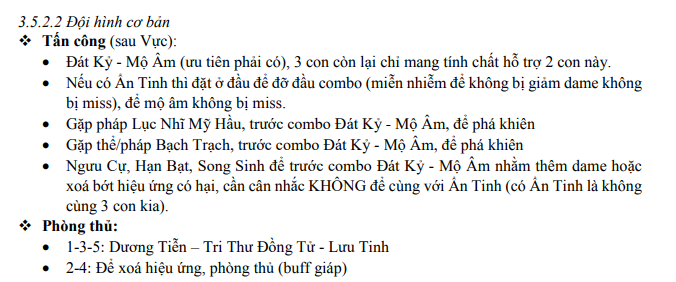 3.5.2.2 Đội hình cơ bản
❖ Tấn công (sau Vực):
• Đát Kỷ - Mộ Âm (ưu tiên phải có), 3 con còn lại chỉ mang tính chất hỗ trợ 2 con này.
• Nếu có Ẩn Tinh thì đặt ở đầu để đỡ đầu combo (miễn nhiễm để không bị giảm dame không
bị miss), để mộ âm không bị miss.
• Gặp pháp Lục Nhĩ Mỹ Hầu, trước combo Đát Kỷ - Mộ Âm, để phá khiên
• Gặp thể/pháp Bạch Trạch, trước combo Đát Kỷ - Mộ Âm, để phá khiên
• Ngưu Cự, Hạn Bạt, Song Sinh để trước combo Đát Kỷ - Mộ Âm nhằm thêm dame hoặc
xoá bớt hiệu ứng có hại, cần cân nhắc KHÔNG để cùng với Ẩn Tinh (có Ẩn Tinh là không
cùng 3 con kia).
❖ Phòng thủ:
• 1-3-5: Dương Tiễn – Tri Thư Đồng Tử - Lưu Tinh
• 2-4: Để xoá hiệu ứng, phòng thủ (buff giáp)